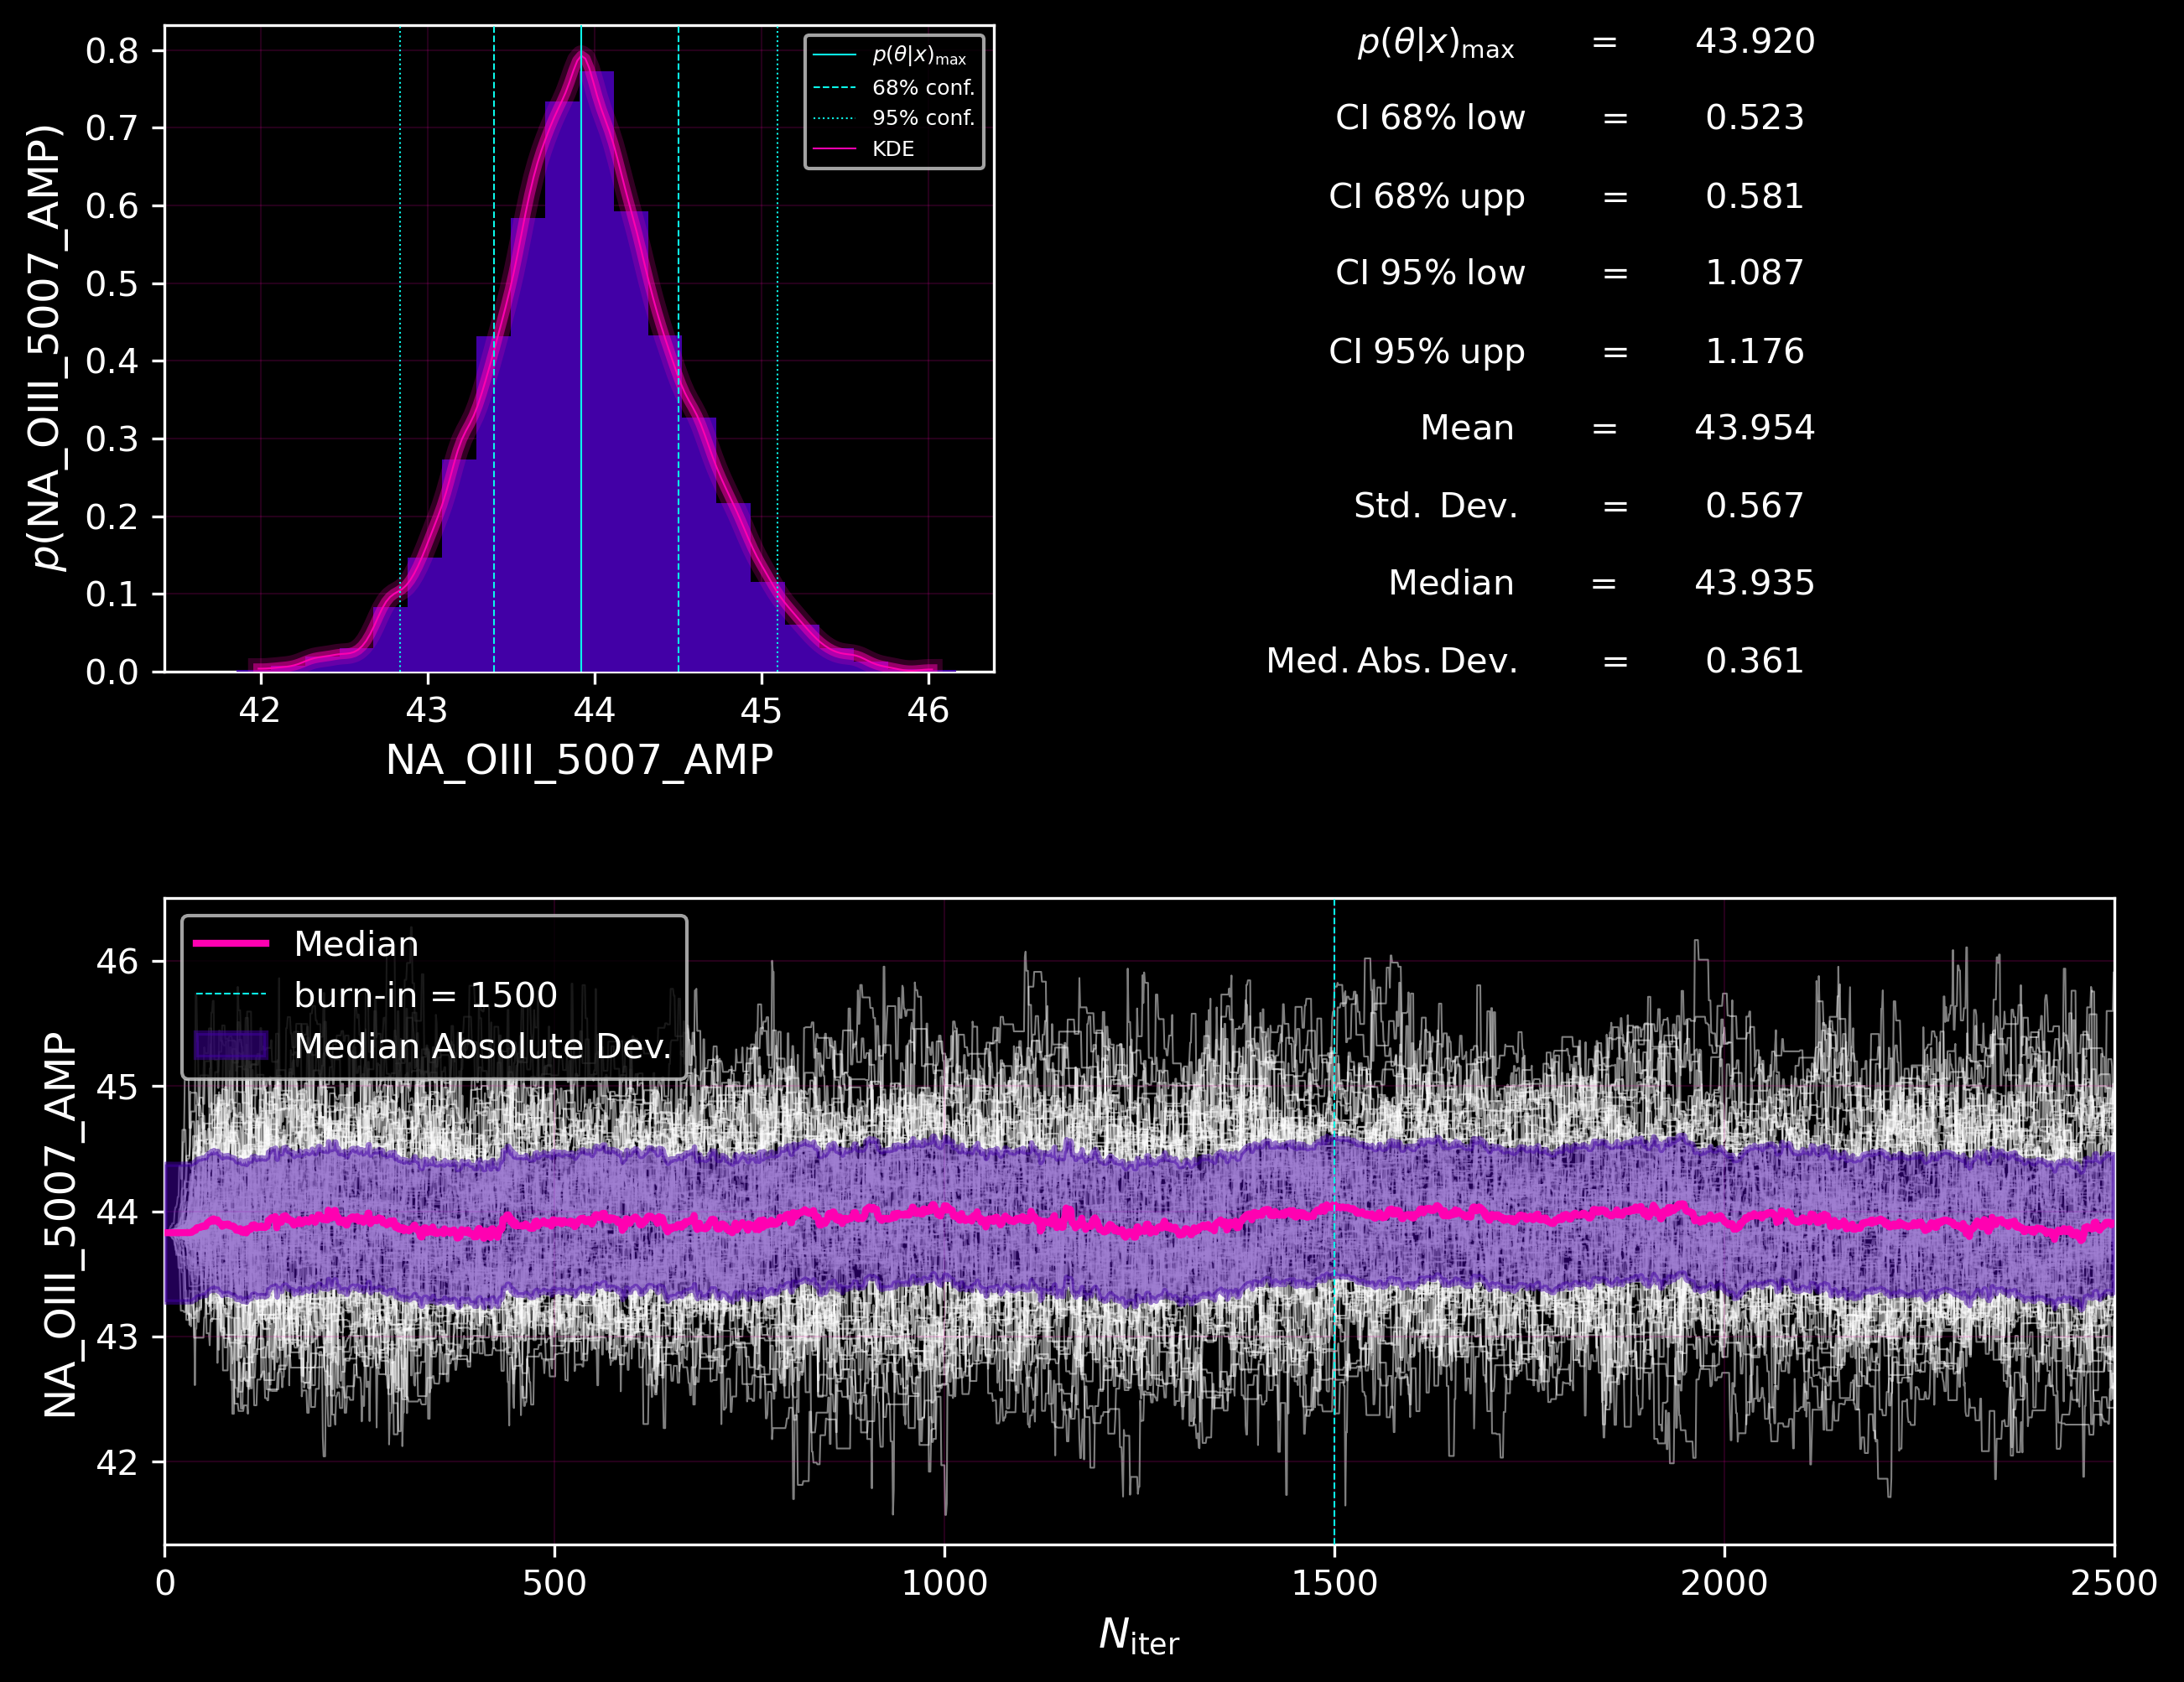 p(NA_OIII_5007_AMP)
0.8
0.7
0.6
0.5
0.4
0.3
0.2
0.1
0.0
p(θ|x)max
68% conf.
95% conf.
KDE
42 43 44 45 46
NA_OIII_5007_AMP
p(θ|x)max = 43.920
CI 68% low = 0.523
CI 68% upp = 0.581
CI 95% low = 1.087
CI 95% upp = 1.176
Mean = 43.954
Std. Dev. = 0.567
Median = 43.935
Med. Abs. Dev. = 0.361
NA_OIII_5007_AMP
46
45
44
43
42
Median
burn-in = 1500
Median Absolute Dev.
0 500 1000 1500 2000 2500
Niter